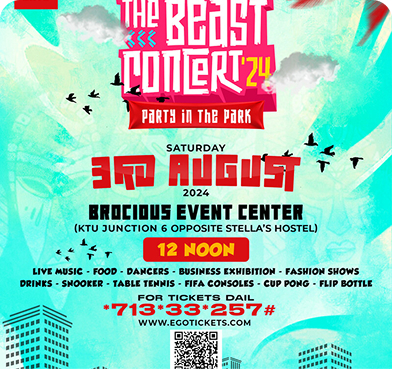 THE BEAST
CONCERT '24
PARTY IN THE PARK
SATURDAY
3RD AUGUST
2024
BROCIOUS EVENT CENTER
(KTU JUNCTION 6 OPPOSITE STELLA'S HOSTEL)
12 NOON
LIVE MUSIC - FOOD - DANCERS - BUSINESS EXHIBITION - FASHION SHOWS
DRINKS - SNOOKER - TABLE TENNIS - FIFA CONSOLES - CUP PONG - FLIP BOTTLE
FOR TICKETS DAIL
*713*33*257#
WWW.EGOTICKETS.COM